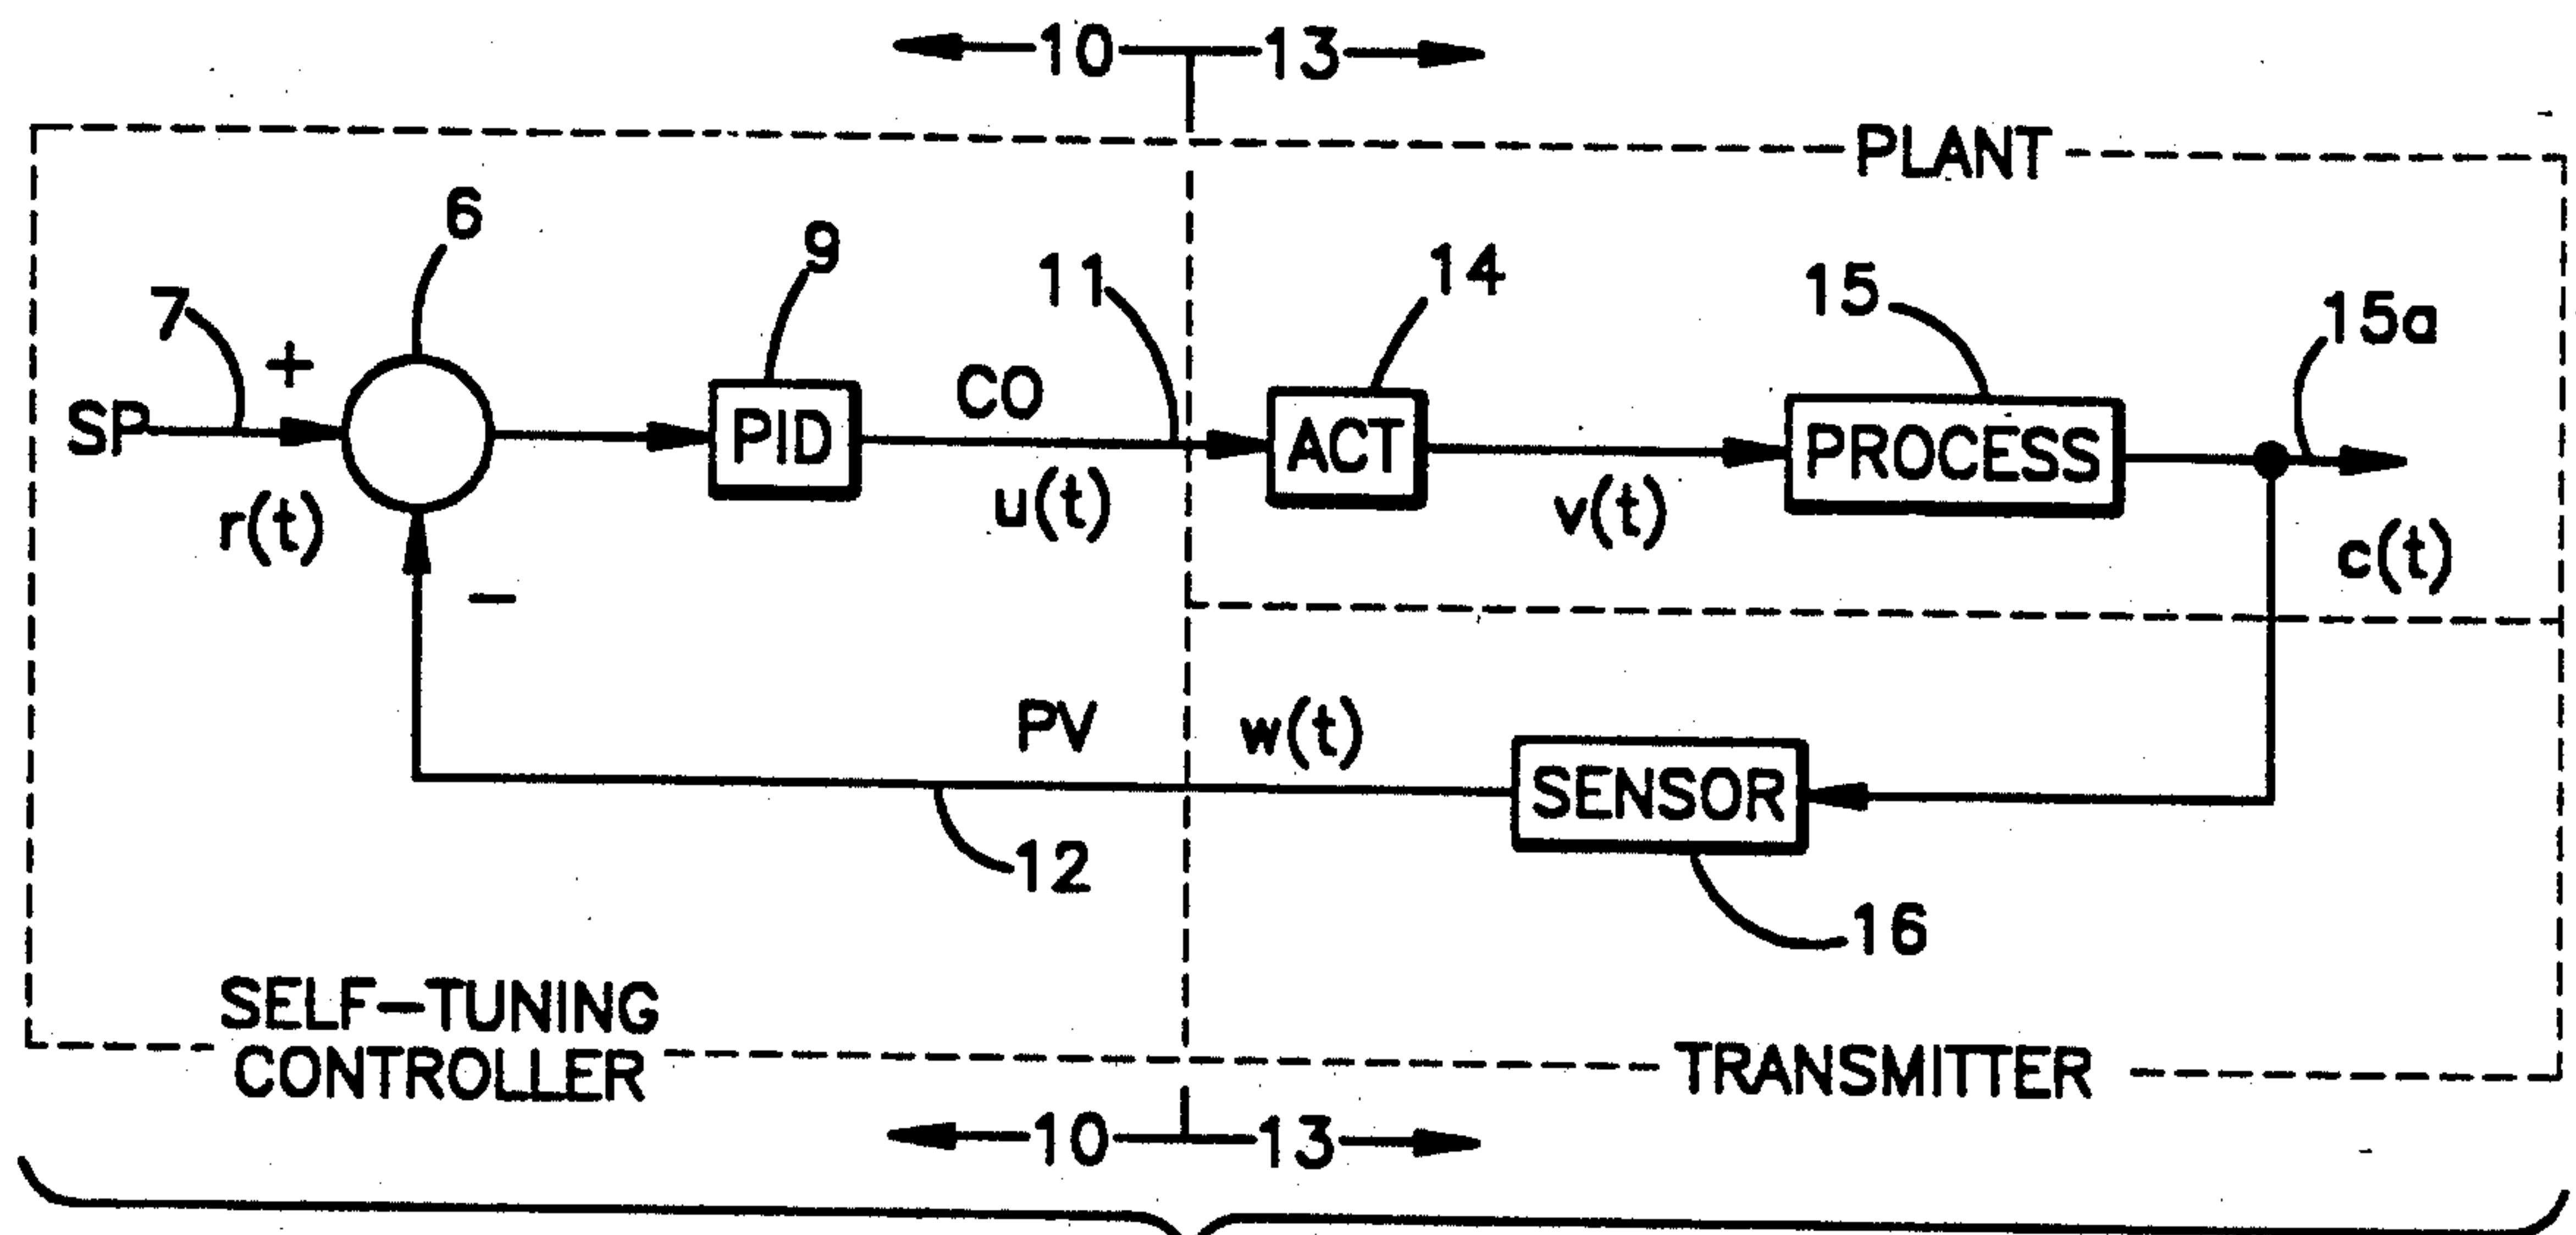 10 13
PLANT
6
9
7
11
14
15
15a
+
SP
PID
CO
ACT
PROCESS
r(t)
u(t)
v(t)
c(t)
−
PV
w(t)
SENSOR
12
16
SELF-TUNING
CONTROLLER
TRANSMITTER
10 13